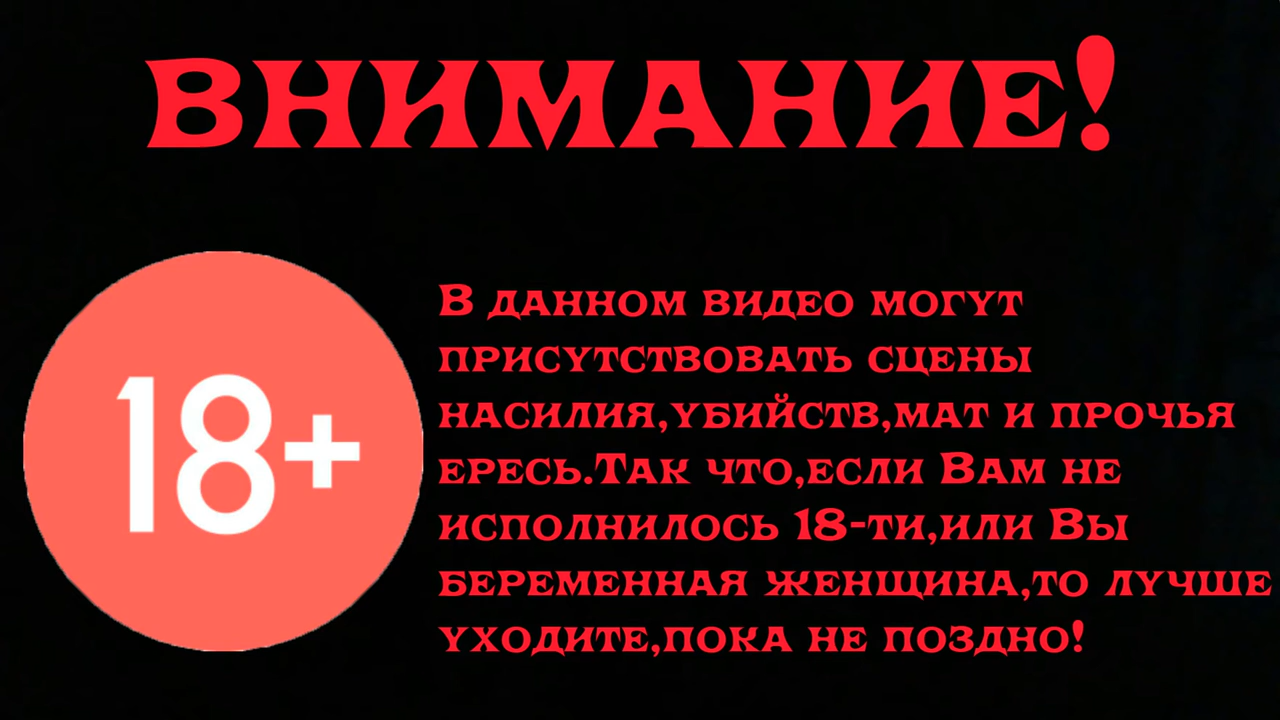 ВНИМАНИЕ!
18+
В данном видео могут
присутствовать сцены
насилия,убийств,мат и прочья
ересь.Так что,если Вам не
исполнилось 18-ти,или Вы
беременная женщина,то лучше
уходите,пока не поздно!